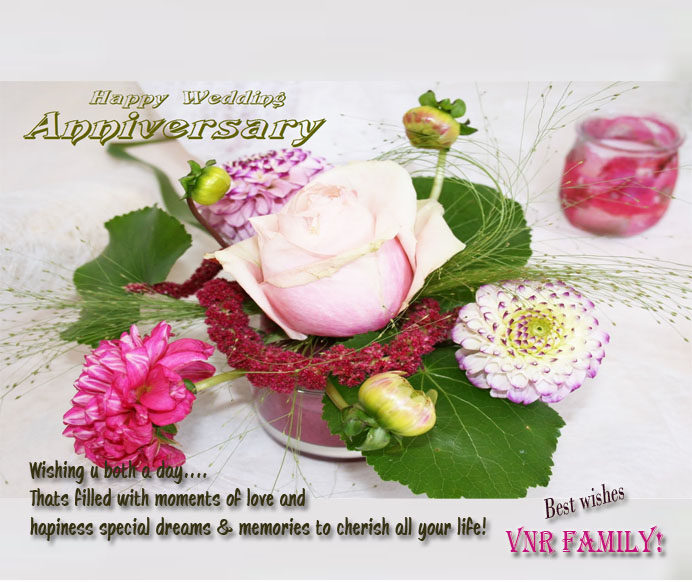 Happy Wedding
Anniversary
Wishing u both a day....
Thats filled with moments of love and
hapiness special dreams & memories to cherish all your life!
Best wishes
VNR FAMILY!